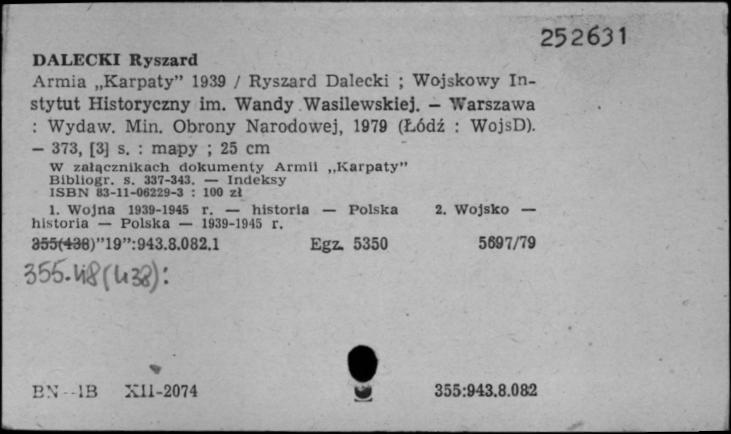 252631
DALECKI Ryszard
Armia „Karpaty” 1939 / Ryszard Dalecki ; Wojskowy In-
stytut Historyczny im. Wandy Wasilewskiej. – Warszawa
: Wydaw. Min. Obrony Narodowej, 1979 (Łódź : WojsD).
– 373, [3] s. : mapy ; 25 cm
W załącznikach dokumenty Armii „Karpaty”
Bibliogr. s. 337-343. — Indeksy
ISBN 83-11-06229-3 : 100 zł
1. Wojna 1939-1945 r. — historia — Polska 2. Wojsko —
historia — Polska — 1939-1945 r.
355(438)”19”:943.8.082.1 Egz. 5350 5697/79
355.48(438):
BN--1B XII-2074 355:943.8.082